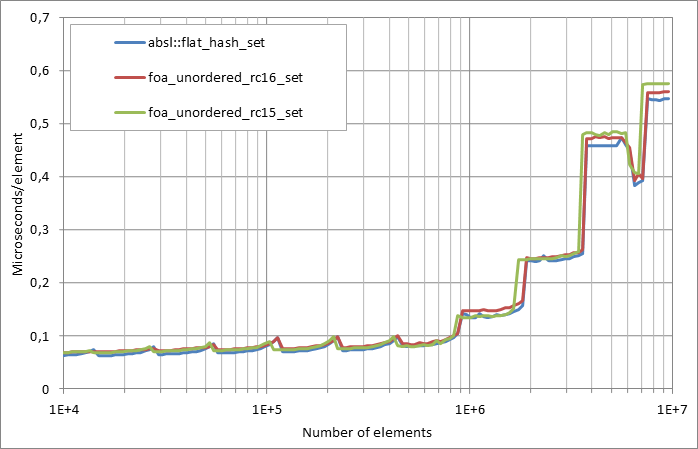 0,7
0,6
0,5
0,4
0,3
0,2
0,1
0
Microseconds/element
absl::flat_hash_set
foa_unordered_rc16_set
foa_unordered_rc15_set
1E+4 1E+5 1E+6 1E+7
Number of elements